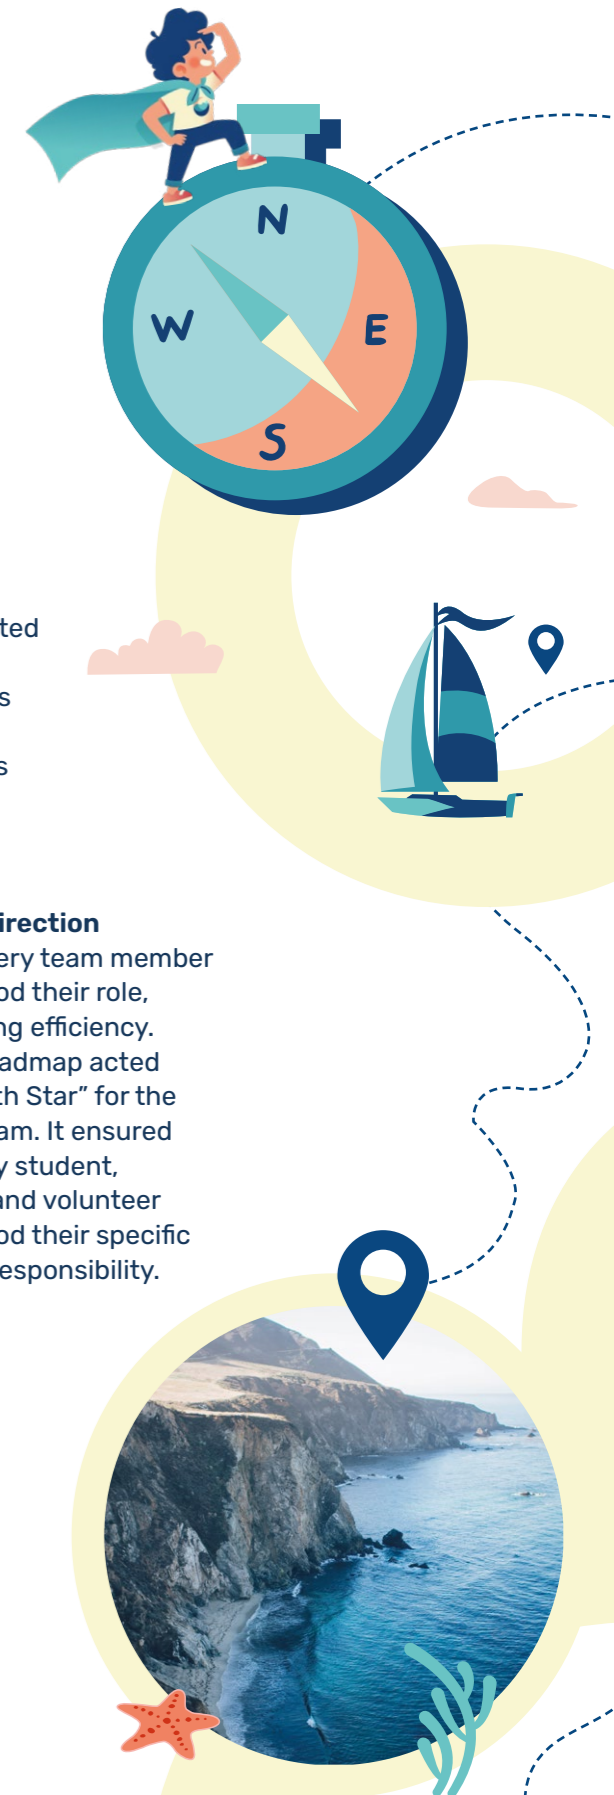 N
W
E
S
ted
s
s
irection
ery team member
od their role,
ng efficiency.
admap acted
th Star” for the
am. It ensured
y student,
and volunteer
od their specific
esponsibility.